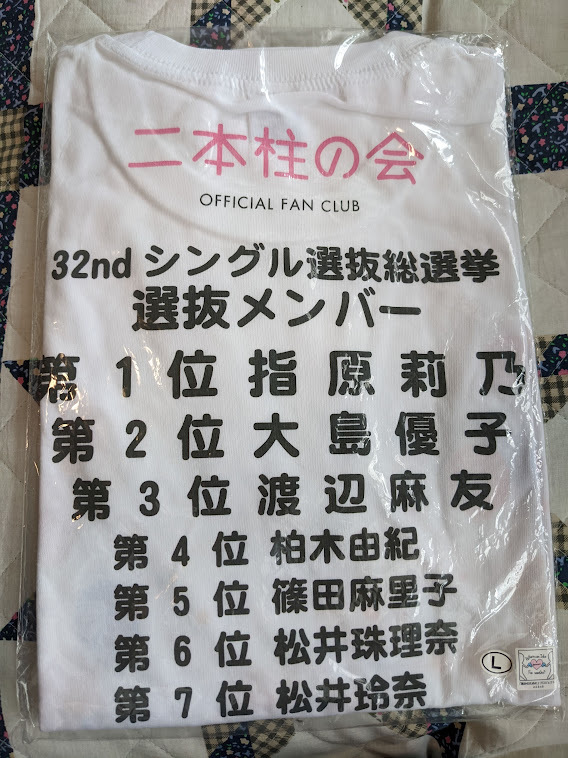 二本柱の会
OFFICIAL FAN CLUB
32nd シングル選抜総選挙
選抜メンバー
第1位 指原莉乃
第2位 大島優子
第3位 渡辺麻友
第4位 柏木由紀
第5位 篠田麻里子
第6位 松井珠理奈
第7位 松井玲奈
L